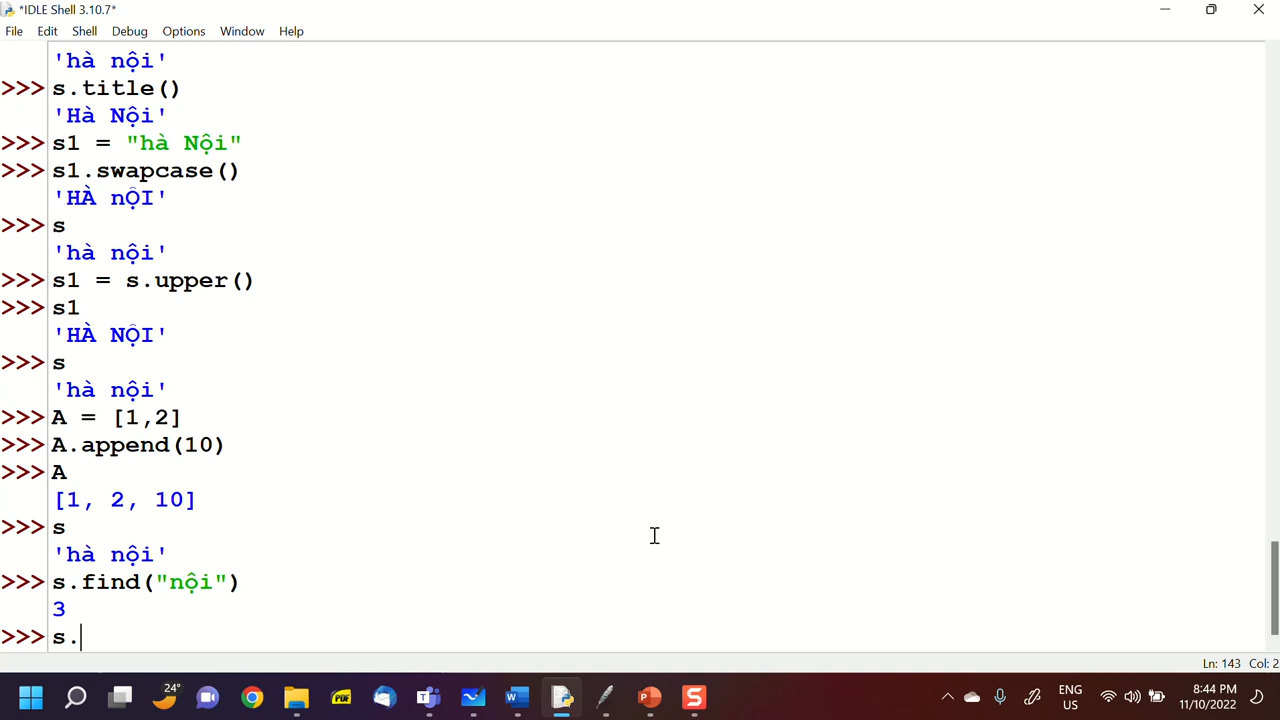 *IDLE Shell 3.10.7*
File Edit Shell Debug Options Window Help
'hà nội'
>>> s.title()
'Hà Nội'
>>> s1 = "hà Nội"
>>> s1.swapcase()
'HÀ nỘI'
>>> s
'hà nội'
>>> s1 = s.upper()
>>> s1
'HÀ NỘI'
>>> s
'hà nội'
>>> A = [1,2]
>>> A.append(10)
>>> A
[1, 2, 10]
>>> s
'hà nội'
>>> s.find("nội")
3
>>> s.
Ln: 143 Col: 2
24°
PDF
ENG
US
8:44 PM
11/10/2022